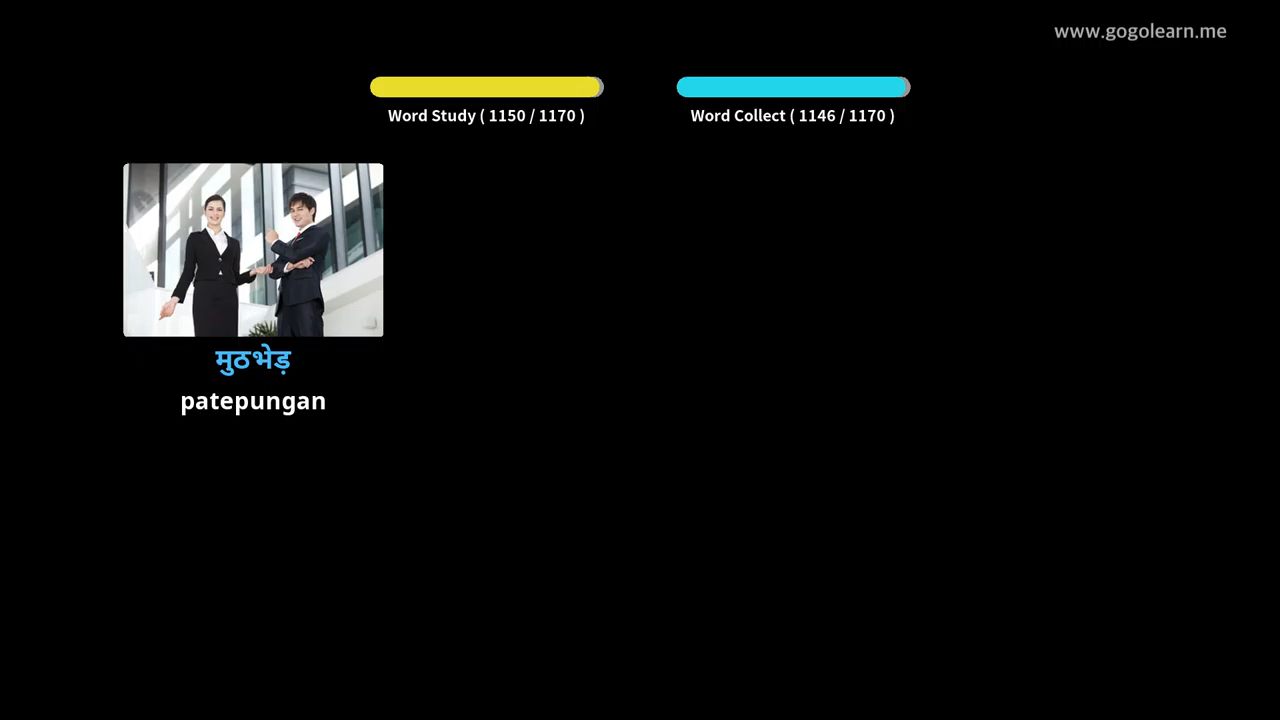 www.gogolearn.me
Word Study ( 1150 / 1170 )
Word Collect ( 1146 / 1170 )
मुठभेड़
patepungan